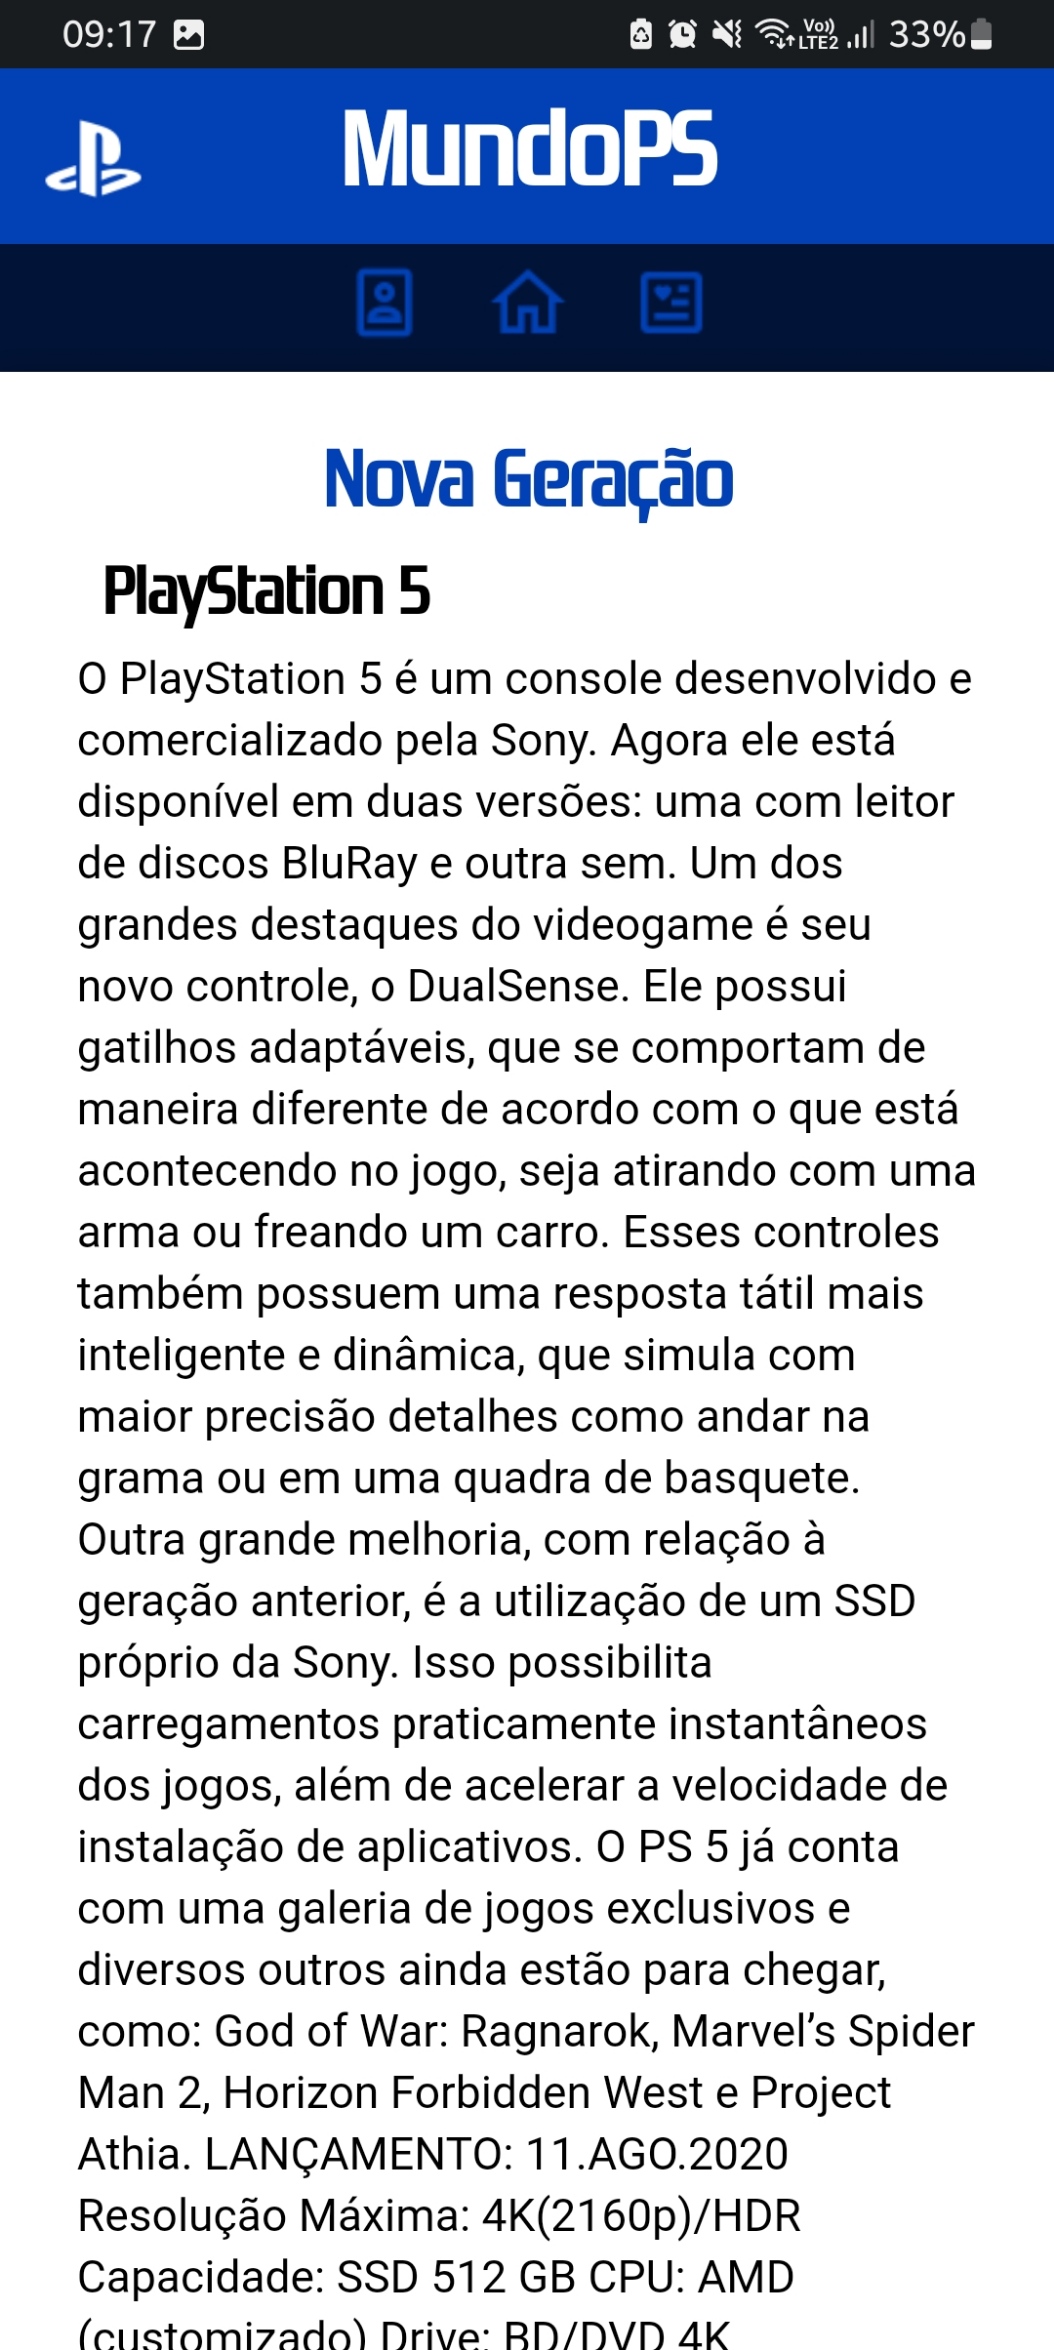 09:17
Vo)) LTE2 33%
MundoPS
Nova Geração
PlayStation 5
O PlayStation 5 é um console desenvolvido e
comercializado pela Sony. Agora ele está
disponível em duas versões: uma com leitor
de discos BluRay e outra sem. Um dos
grandes destaques do videogame é seu
novo controle, o DualSense. Ele possui
gatilhos adaptáveis, que se comportam de
maneira diferente de acordo com o que está
acontecendo no jogo, seja atirando com uma
arma ou freando um carro. Esses controles
também possuem uma resposta tátil mais
inteligente e dinâmica, que simula com
maior precisão detalhes como andar na
grama ou em uma quadra de basquete.
Outra grande melhoria, com relação à
geração anterior, é a utilização de um SSD
próprio da Sony. Isso possibilita
carregamentos praticamente instantâneos
dos jogos, além de acelerar a velocidade de
instalação de aplicativos. O PS 5 já conta
com uma galeria de jogos exclusivos e
diversos outros ainda estão para chegar,
como: God of War: Ragnarok, Marvel’s Spider
Man 2, Horizon Forbidden West e Project
Athia. LANÇAMENTO: 11.AGO.2020
Resolução Máxima: 4K(2160p)/HDR
Capacidade: SSD 512 GB CPU: AMD
(customizado) Drive: BD/DVD 4K